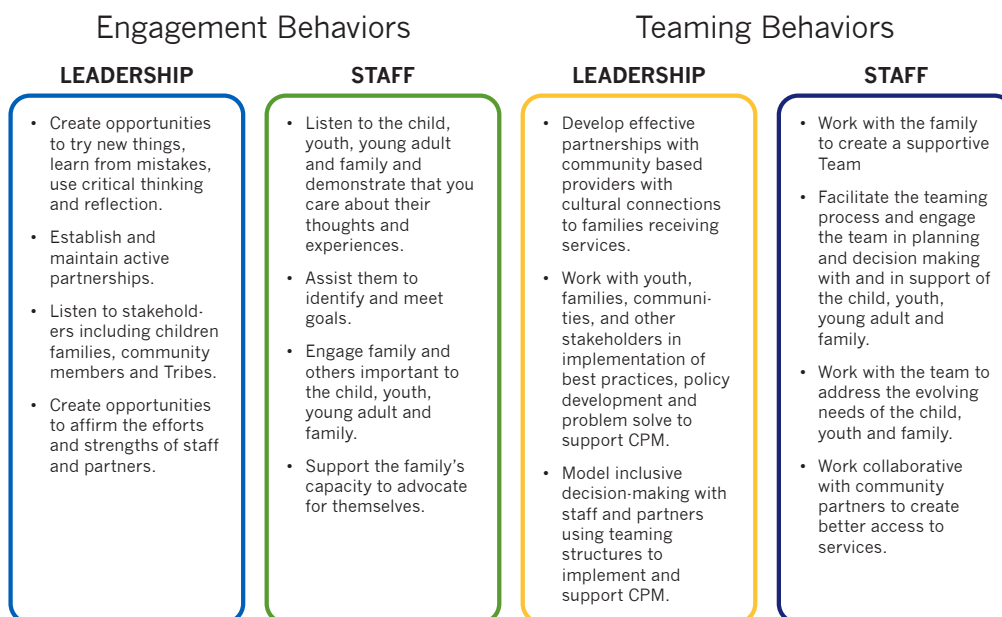 Engagement Behaviors
LEADERSHIP
• Create opportunities
to try new things,
learn from mistakes,
use critical thinking
and reflection.
• Establish and
maintain active
partnerships.
• Listen to stakehold-
ers including children
families, community
members and Tribes.
• Create opportunities
to affirm the efforts
and strengths of staff
and partners.
STAFF
• Listen to the child,
youth, young adult
and family and
demonstrate that you
care about their
thoughts and
experiences.
• Assist them to
identify and meet
goals.
• Engage family and
others important to
the child, youth,
young adult and
family.
• Support the family's
capacity to advocate
for themselves.
Teaming Behaviors
LEADERSHIP
• Develop effective
partnerships with
community based
providers with
cultural connections
to families receiving
services.
• Work with youth,
families, communi-
ties, and other
stakeholders in
implementation of
best practices, policy
development and
problem solve to
support CPM.
• Model inclusive
decision-making with
staff and partners
using teaming
structures to
implement and
support CPM.
STAFF
• Work with the family
to create a supportive
Team
• Facilitate the teaming
process and engage
the team in planning
and decision making
with and in support of
the child, youth,
young adult and
family.
• Work with the team to
address the evolving
needs of the child,
youth and family.
• Work collaborative
with community
partners to create
better access to
services.